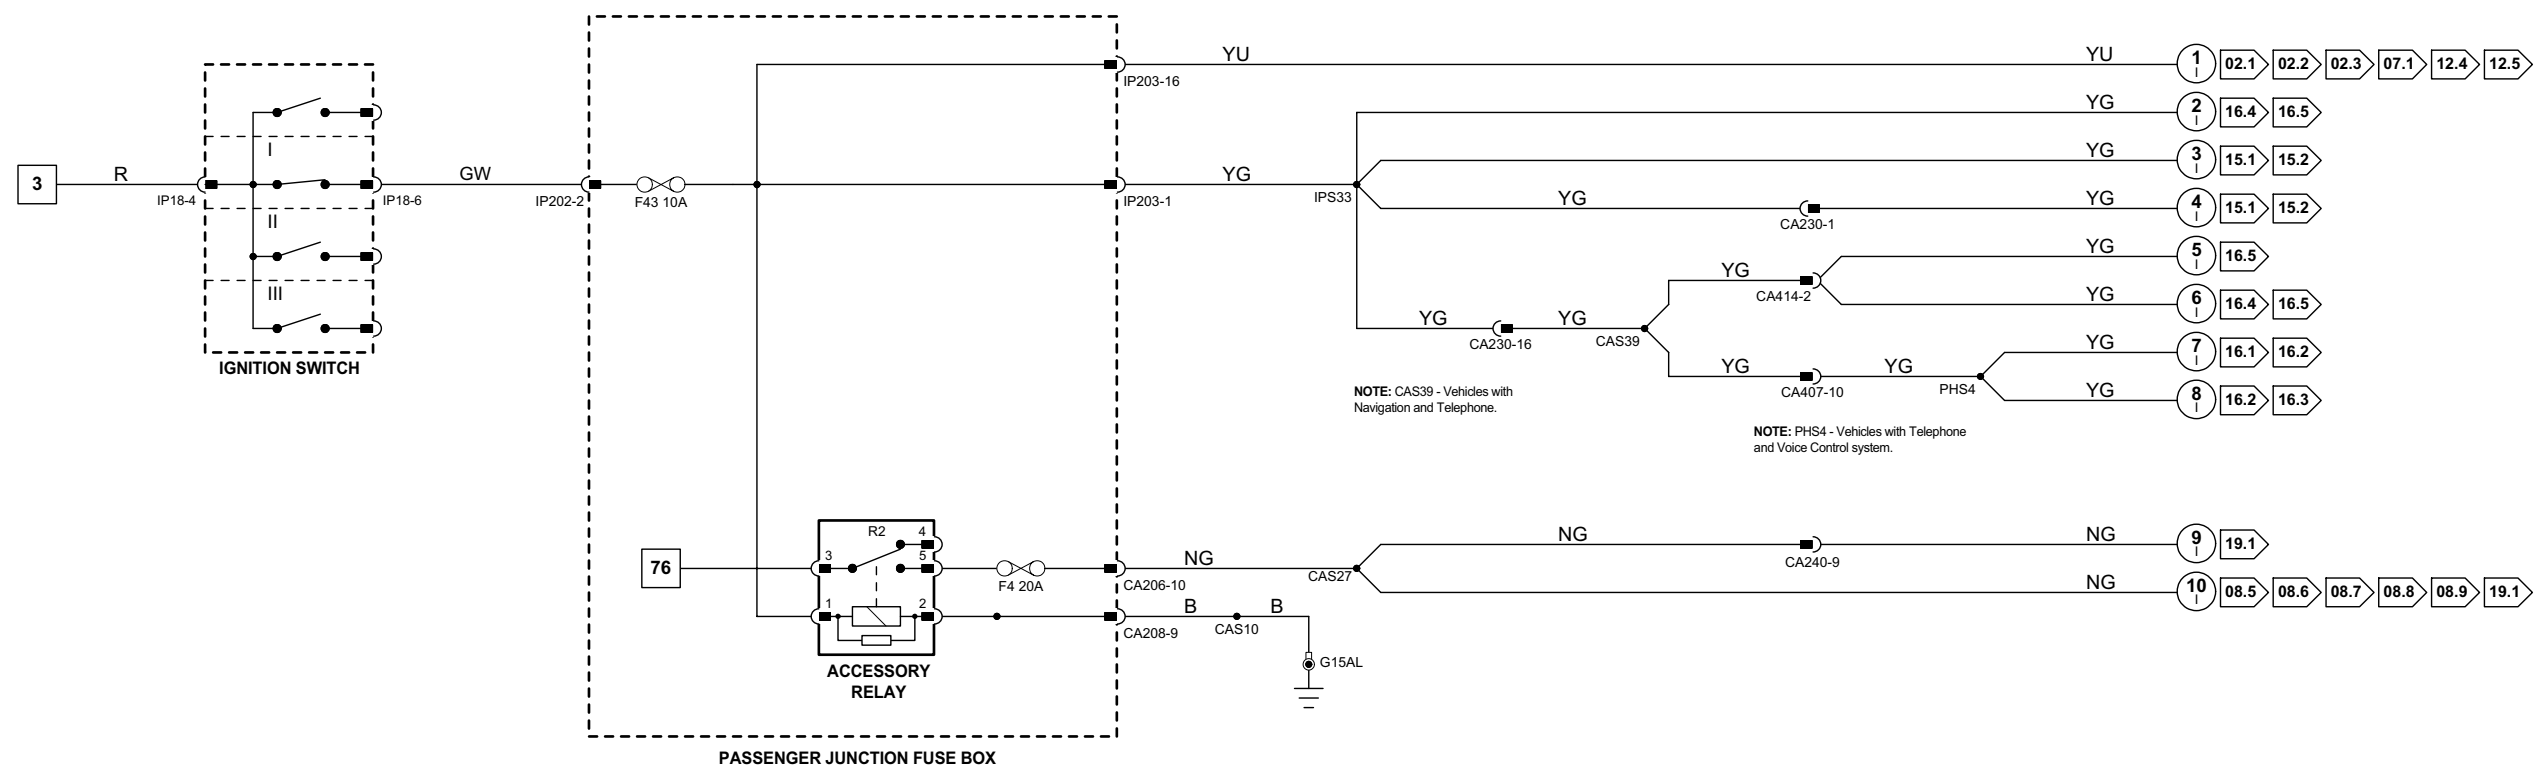 YU
YU
1
I
02.1
02.2
02.3
07.1
12.4
12.5
IP203-16
YG
2
I
16.4
16.5
I
3
R
IP18-4
IP18-6
GW
IP202-2
F43 10A
IP203-1
YG
IPS33
YG
3
I
15.1
15.2
II
YG
CA230-1
YG
4
I
15.1
15.2
III
YG
CA414-2
YG
5
I
16.5
YG
6
I
16.4
16.5
IGNITION SWITCH
YG
CA230-16
YG
CAS39
YG
7
I
16.1
16.2
YG
CA407-10
YG
PHS4
YG
8
I
16.2
16.3
NOTE: CAS39 - Vehicles with
Navigation and Telephone.
NOTE: PHS4 - Vehicles with Telephone
and Voice Control system.
76
R2
4
3
5
1
2
ACCESSORY
RELAY
F4 20A
CA206-10
NG
CAS27
NG
CA240-9
NG
9
I
19.1
NG
10
I
08.5
08.6
08.7
08.8
08.9
19.1
CA208-9
B
CAS10
B
G15AL
PASSENGER JUNCTION FUSE BOX